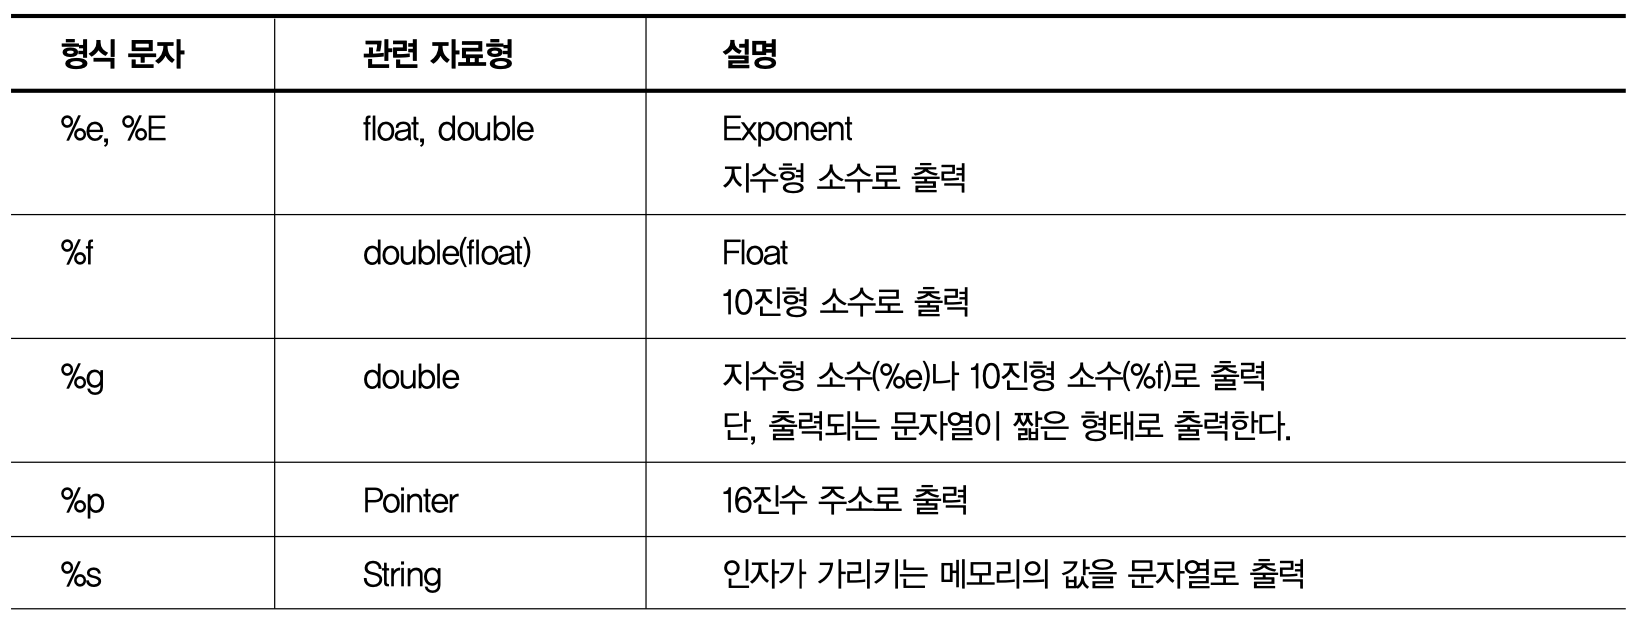 형식 문자 관련 자료형 설명
%e, %E float, double Exponent
지수형 소수로 출력
%f double(float) Float
10진형 소수로 출력
%g double 지수형 소수(%e)나 10진형 소수(%f)로 출력
단, 출력되는 문자열이 짧은 형태로 출력한다.
%p Pointer 16진수 주소로 출력
%s String 인자가 가리키는 메모리의 값을 문자열로 출력